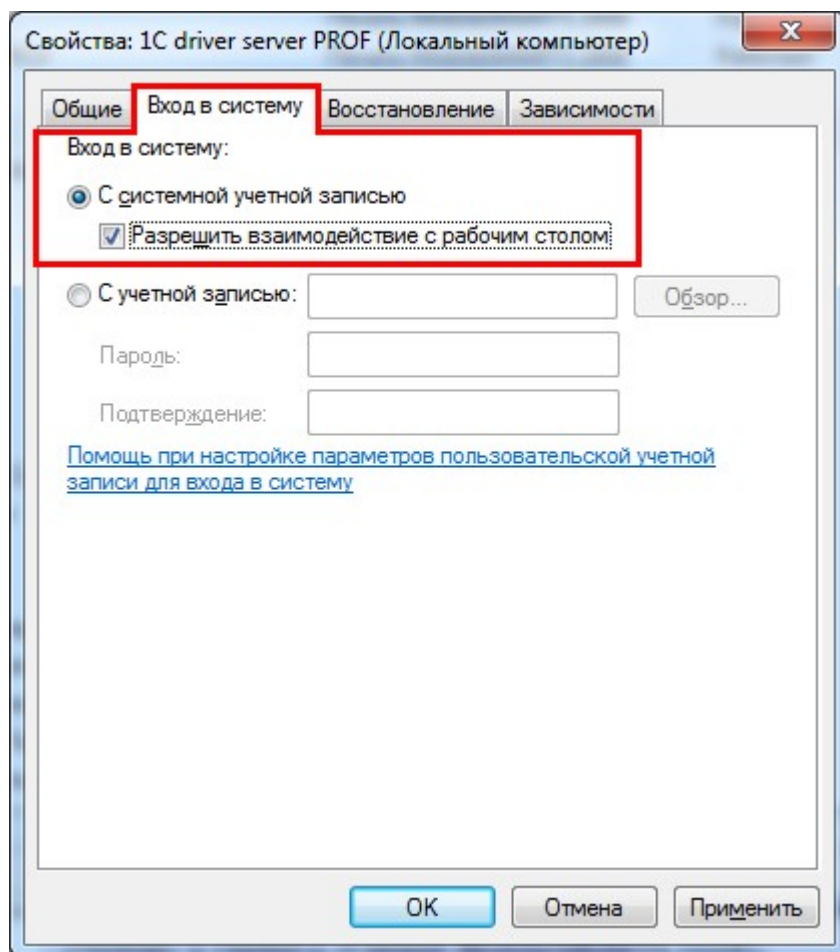 Свойства: 1C driver server PROF (Локальный компьютер)
Общие Вход в систему Восстановление Зависимости
Вход в систему:
С системной учетной записью
Разрешить взаимодействие с рабочим столом
С учетной записью: Обзор...
Пароль:
Подтверждение:
Помощь при настройке параметров пользовательской учетной
записи для входа в систему
OK Отмена Применить